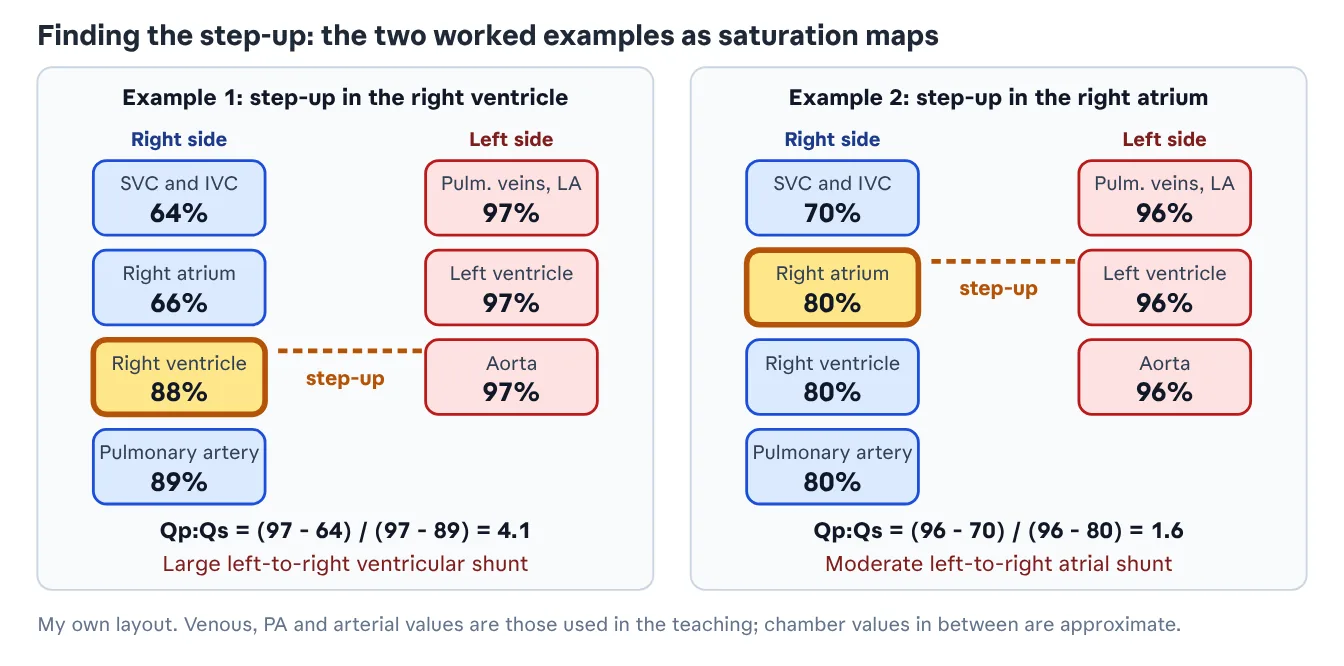 Finding the step-up: the two worked examples as saturation maps
Example 1: step-up in the right ventricle
Right side
Left side
SVC and IVC
64%
Pulm. veins, LA
97%
Right atrium
66%
Left ventricle
97%
Right ventricle
88%
step-up
Aorta
97%
Pulmonary artery
89%
Qp:Qs = (97 - 64) / (97 - 89) = 4.1
Large left-to-right ventricular shunt
Example 2: step-up in the right atrium
Right side
Left side
SVC and IVC
70%
Pulm. veins, LA
96%
Right atrium
80%
step-up
Left ventricle
96%
Right ventricle
80%
Aorta
96%
Pulmonary artery
80%
Qp:Qs = (96 - 70) / (96 - 80) = 1.6
Moderate left-to-right atrial shunt
My own layout. Venous, PA and arterial values are those used in the teaching; chamber values in between are approximate.